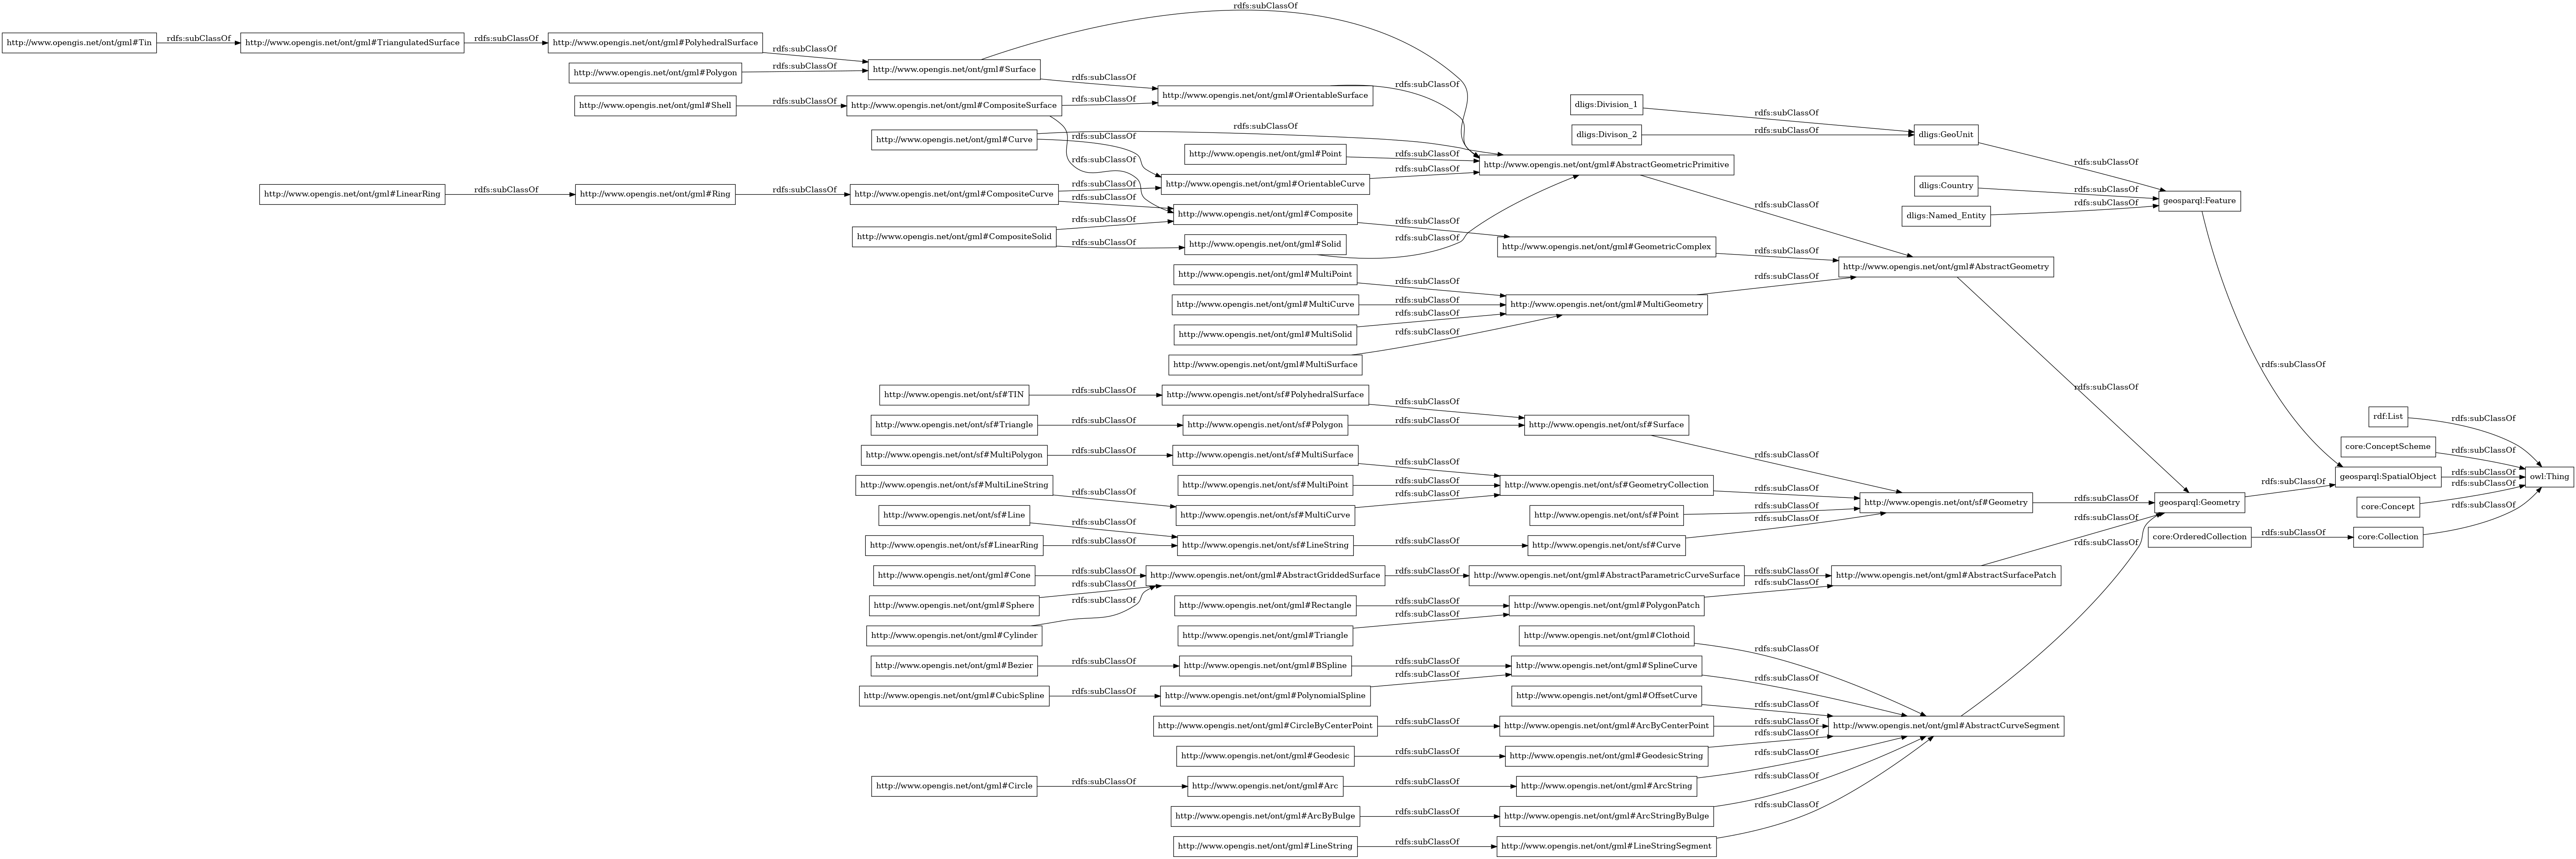 rdfs:subClassOf
http://www.opengis.net/ont/gml#Tin
rdfs:subClassOf
http://www.opengis.net/ont/gml#TriangulatedSurface
rdfs:subClassOf
http://www.opengis.net/ont/gml#PolyhedralSurface
rdfs:subClassOf
http://www.opengis.net/ont/gml#Polygon
rdfs:subClassOf
http://www.opengis.net/ont/gml#Surface
rdfs:subClassOf
rdfs:subClassOf
http://www.opengis.net/ont/gml#Shell
rdfs:subClassOf
http://www.opengis.net/ont/gml#CompositeSurface
rdfs:subClassOf
http://www.opengis.net/ont/gml#OrientableSurface
dligs:Division_1
rdfs:subClassOf
http://www.opengis.net/ont/gml#Curve
rdfs:subClassOf
rdfs:subClassOf
dligs:Divison_2
rdfs:subClassOf
dligs:GeoUnit
rdfs:subClassOf
rdfs:subClassOf
http://www.opengis.net/ont/gml#Point
rdfs:subClassOf
http://www.opengis.net/ont/gml#AbstractGeometricPrimitive
http://www.opengis.net/ont/gml#LinearRing
rdfs:subClassOf
http://www.opengis.net/ont/gml#Ring
rdfs:subClassOf
http://www.opengis.net/ont/gml#CompositeCurve
rdfs:subClassOf
http://www.opengis.net/ont/gml#OrientableCurve
rdfs:subClassOf
dligs:Country
rdfs:subClassOf
geosparql:Feature
rdfs:subClassOf
http://www.opengis.net/ont/gml#Composite
rdfs:subClassOf
rdfs:subClassOf
dligs:Named_Entity
rdfs:subClassOf
http://www.opengis.net/ont/gml#CompositeSolid
rdfs:subClassOf
rdfs:subClassOf
http://www.opengis.net/ont/gml#Solid
rdfs:subClassOf
http://www.opengis.net/ont/gml#GeometricComplex
rdfs:subClassOf
http://www.opengis.net/ont/gml#AbstractGeometry
http://www.opengis.net/ont/gml#MultiPoint
rdfs:subClassOf
rdfs:subClassOf
http://www.opengis.net/ont/gml#MultiCurve
rdfs:subClassOf
http://www.opengis.net/ont/gml#MultiGeometry
http://www.opengis.net/ont/gml#MultiSolid
rdfs:subClassOf
http://www.opengis.net/ont/gml#MultiSurface
rdfs:subClassOf
rdfs:subClassOf
rdfs:subClassOf
http://www.opengis.net/ont/sf#TIN
rdfs:subClassOf
http://www.opengis.net/ont/sf#PolyhedralSurface
rdfs:subClassOf
http://www.opengis.net/ont/sf#Triangle
rdfs:subClassOf
http://www.opengis.net/ont/sf#Polygon
rdfs:subClassOf
http://www.opengis.net/ont/sf#Surface
rdf:List
rdfs:subClassOf
http://www.opengis.net/ont/sf#MultiPolygon
rdfs:subClassOf
http://www.opengis.net/ont/sf#MultiSurface
rdfs:subClassOf
rdfs:subClassOf
core:ConceptScheme
rdfs:subClassOf
http://www.opengis.net/ont/sf#MultiLineString
rdfs:subClassOf
http://www.opengis.net/ont/sf#MultiPoint
rdfs:subClassOf
http://www.opengis.net/ont/sf#GeometryCollection
rdfs:subClassOf
rdfs:subClassOf
geosparql:SpatialObject
rdfs:subClassOf
owl:Thing
http://www.opengis.net/ont/sf#Line
rdfs:subClassOf
http://www.opengis.net/ont/sf#MultiCurve
rdfs:subClassOf
http://www.opengis.net/ont/sf#Point
rdfs:subClassOf
http://www.opengis.net/ont/sf#Geometry
rdfs:subClassOf
geosparql:Geometry
core:Concept
rdfs:subClassOf
http://www.opengis.net/ont/sf#LinearRing
rdfs:subClassOf
http://www.opengis.net/ont/sf#LineString
rdfs:subClassOf
http://www.opengis.net/ont/sf#Curve
rdfs:subClassOf
rdfs:subClassOf
core:OrderedCollection
rdfs:subClassOf
core:Collection
rdfs:subClassOf
http://www.opengis.net/ont/gml#Cone
rdfs:subClassOf
http://www.opengis.net/ont/gml#AbstractGriddedSurface
rdfs:subClassOf
http://www.opengis.net/ont/gml#AbstractParametricCurveSurface
rdfs:subClassOf
http://www.opengis.net/ont/gml#AbstractSurfacePatch
rdfs:subClassOf
http://www.opengis.net/ont/gml#Sphere
rdfs:subClassOf
http://www.opengis.net/ont/gml#Rectangle
rdfs:subClassOf
http://www.opengis.net/ont/gml#PolygonPatch
rdfs:subClassOf
http://www.opengis.net/ont/gml#Cylinder
rdfs:subClassOf
http://www.opengis.net/ont/gml#Triangle
rdfs:subClassOf
http://www.opengis.net/ont/gml#Clothoid
rdfs:subClassOf
http://www.opengis.net/ont/gml#Bezier
rdfs:subClassOf
http://www.opengis.net/ont/gml#BSpline
rdfs:subClassOf
http://www.opengis.net/ont/gml#SplineCurve
rdfs:subClassOf
http://www.opengis.net/ont/gml#CubicSpline
rdfs:subClassOf
http://www.opengis.net/ont/gml#PolynomialSpline
rdfs:subClassOf
http://www.opengis.net/ont/gml#OffsetCurve
rdfs:subClassOf
http://www.opengis.net/ont/gml#CircleByCenterPoint
rdfs:subClassOf
http://www.opengis.net/ont/gml#ArcByCenterPoint
rdfs:subClassOf
http://www.opengis.net/ont/gml#AbstractCurveSegment
http://www.opengis.net/ont/gml#Geodesic
rdfs:subClassOf
http://www.opengis.net/ont/gml#GeodesicString
rdfs:subClassOf
http://www.opengis.net/ont/gml#Circle
rdfs:subClassOf
http://www.opengis.net/ont/gml#Arc
rdfs:subClassOf
http://www.opengis.net/ont/gml#ArcString
rdfs:subClassOf
http://www.opengis.net/ont/gml#ArcByBulge
rdfs:subClassOf
http://www.opengis.net/ont/gml#ArcStringByBulge
rdfs:subClassOf
http://www.opengis.net/ont/gml#LineString
rdfs:subClassOf
http://www.opengis.net/ont/gml#LineStringSegment
rdfs:subClassOf